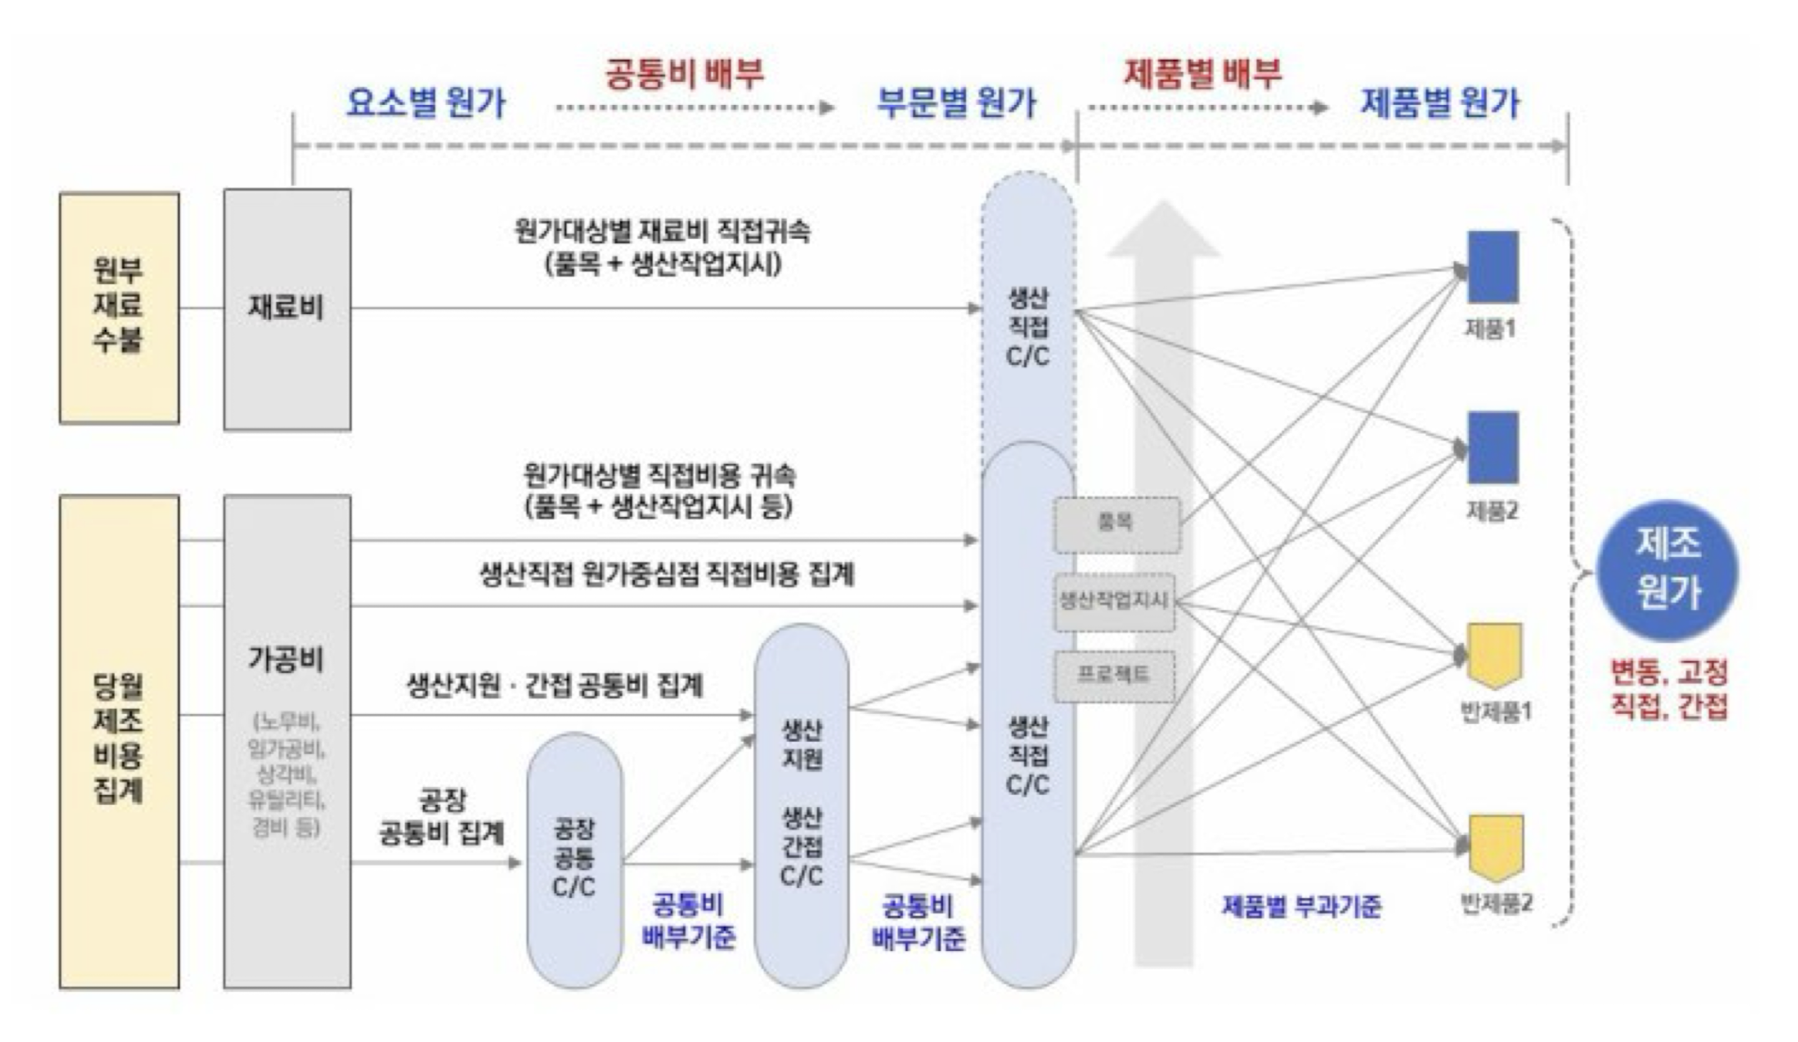 공통비 배부
제품별 배부
요소별 원가
부문별 원가
제품별 원가
원부
재료
수불
재료비
원가대상별 재료비 직접귀속
(품목 + 생산작업지시)
생산
직접
C/C
제품1
제품2
당월
제조
비용
집계
가공비
(노무비,
임가공비,
상각비,
유틸리티,
경비 등)
원가대상별 직접비용 귀속
(품목 + 생산작업지시 등)
생산직접 원가중심점 직접비용 집계
생산지원 · 간접 공통비 집계
공장
공통비 집계
공장
공통
C/C
공통비
배부기준
생산
지원
생산
간접
C/C
공통비
배부기준
품목
생산작업지시
프로젝트
생산
직접
C/C
제품별 부과기준
반제품1
반제품2
제조
원가
변동, 고정
직접, 간접